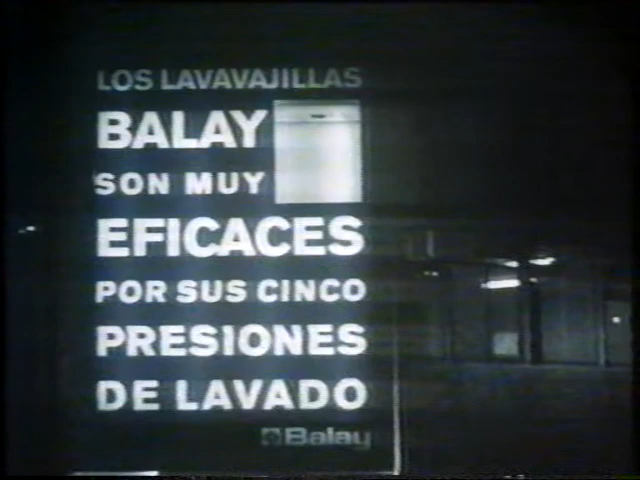 LOS LAVAVAJILLAS
BALAY
SON MUY
EFICACES
POR SUS CINCO
PRESIONES
DE LAVADO
Balay